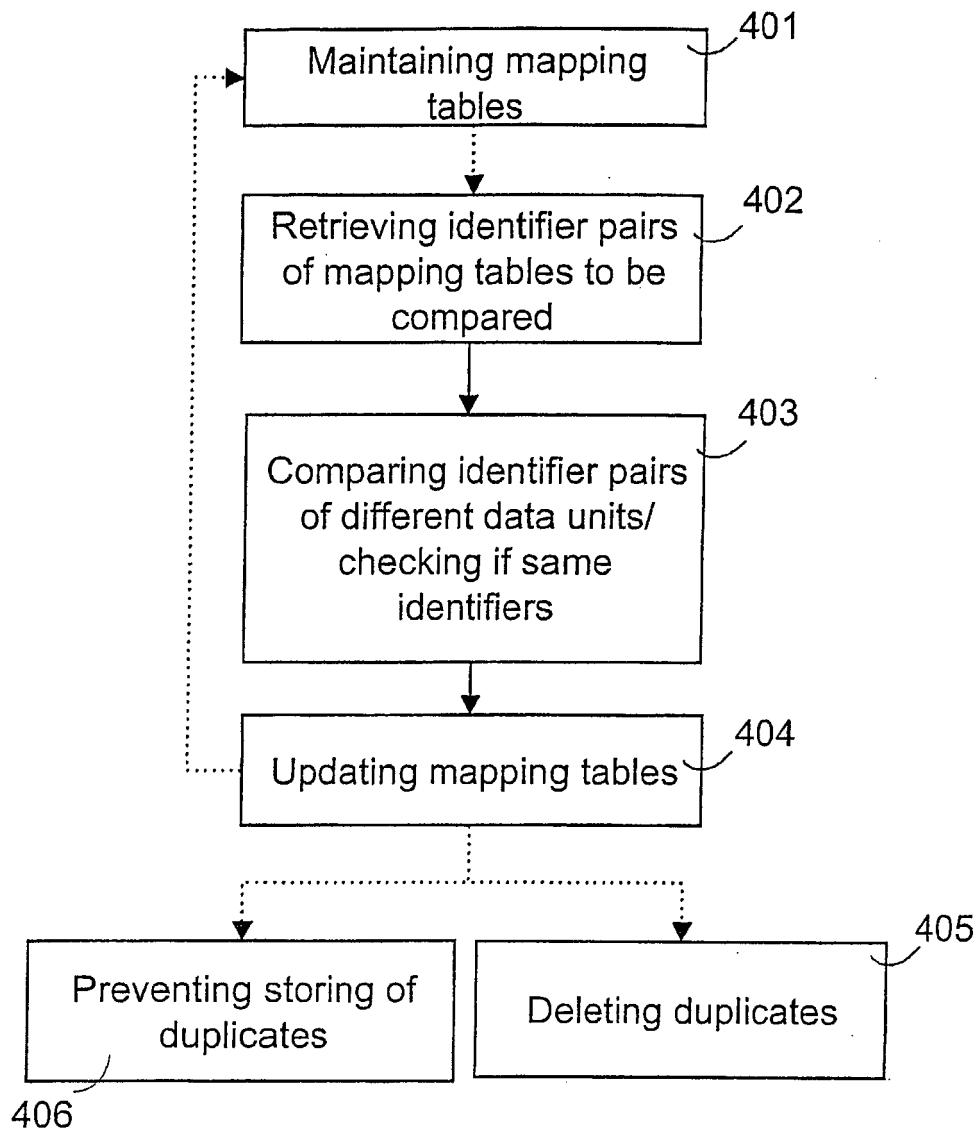 401
Maintaining mapping
tables
402
Retrieving identifier pairs
of mapping tables to be
compared
403
Comparing identifier pairs
of different data units/
checking if same
identifiers
404
Updating mapping tables
405
Preventing storing of
duplicates
Deleting duplicates
406